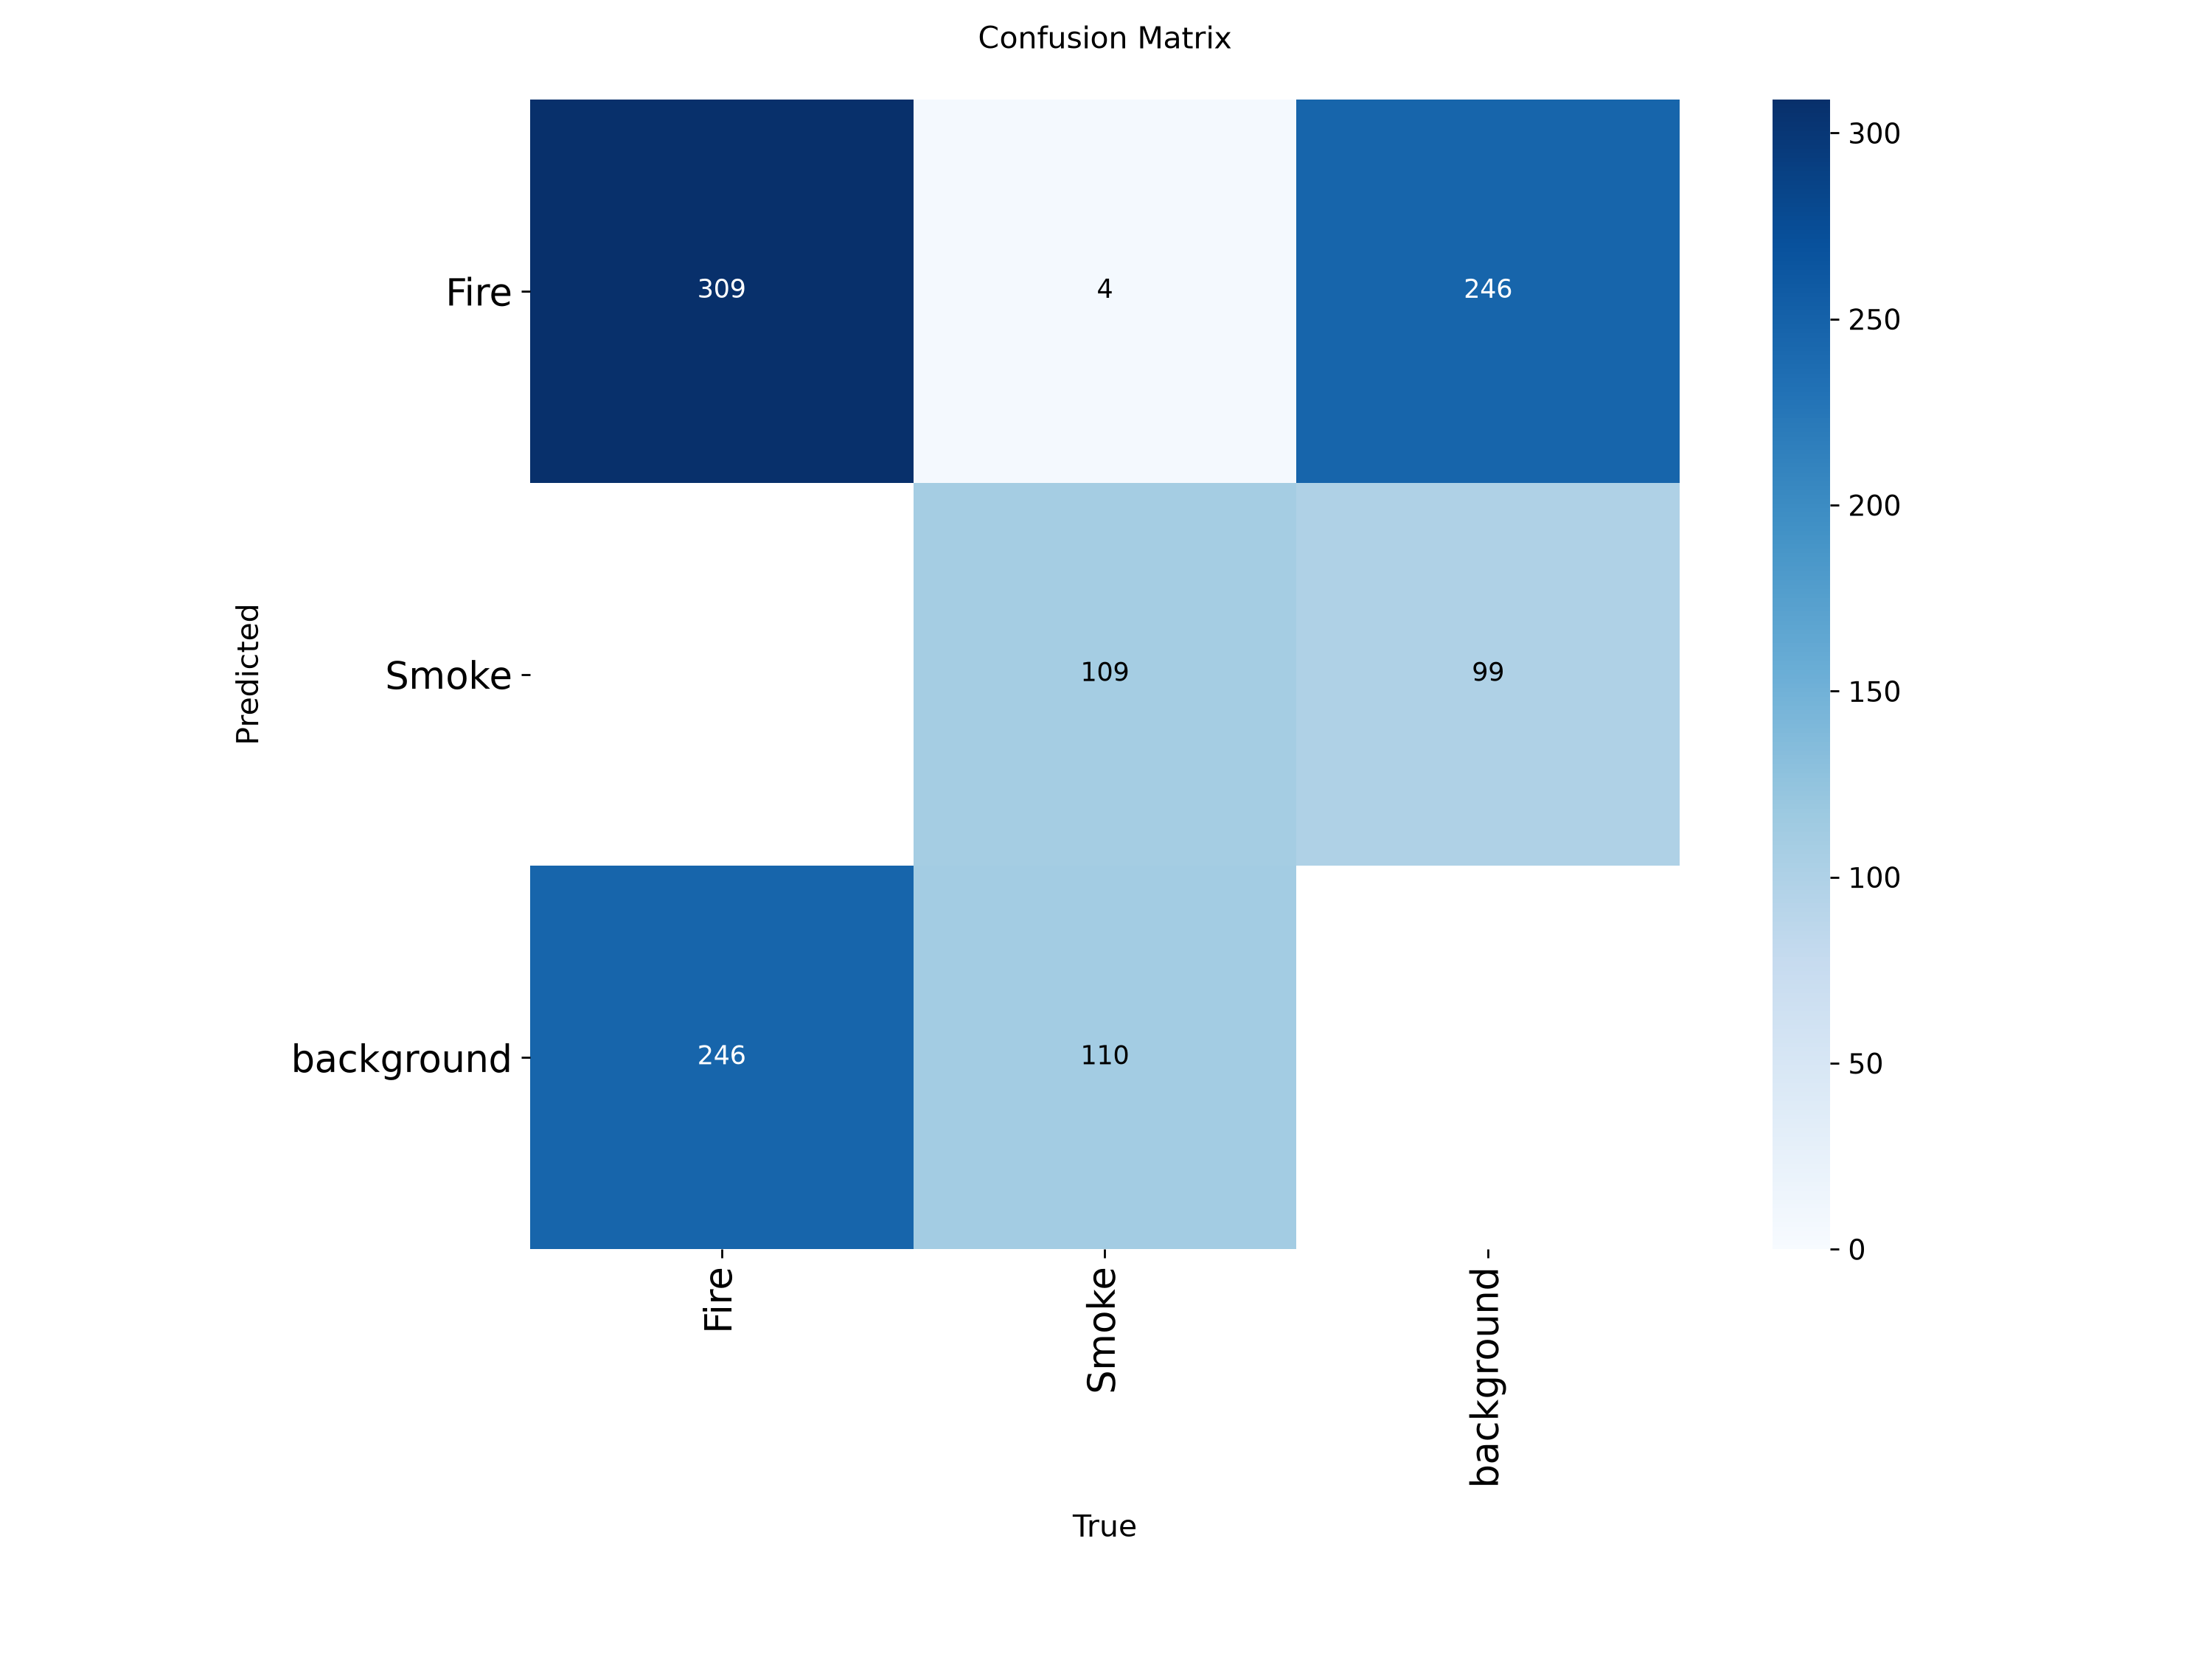 Confusion Matrix
Predicted
Fire
309
4
246
Smoke
109
99
background
246
110
Fire
Smoke
background
True
300
250
200
150
100
50
0